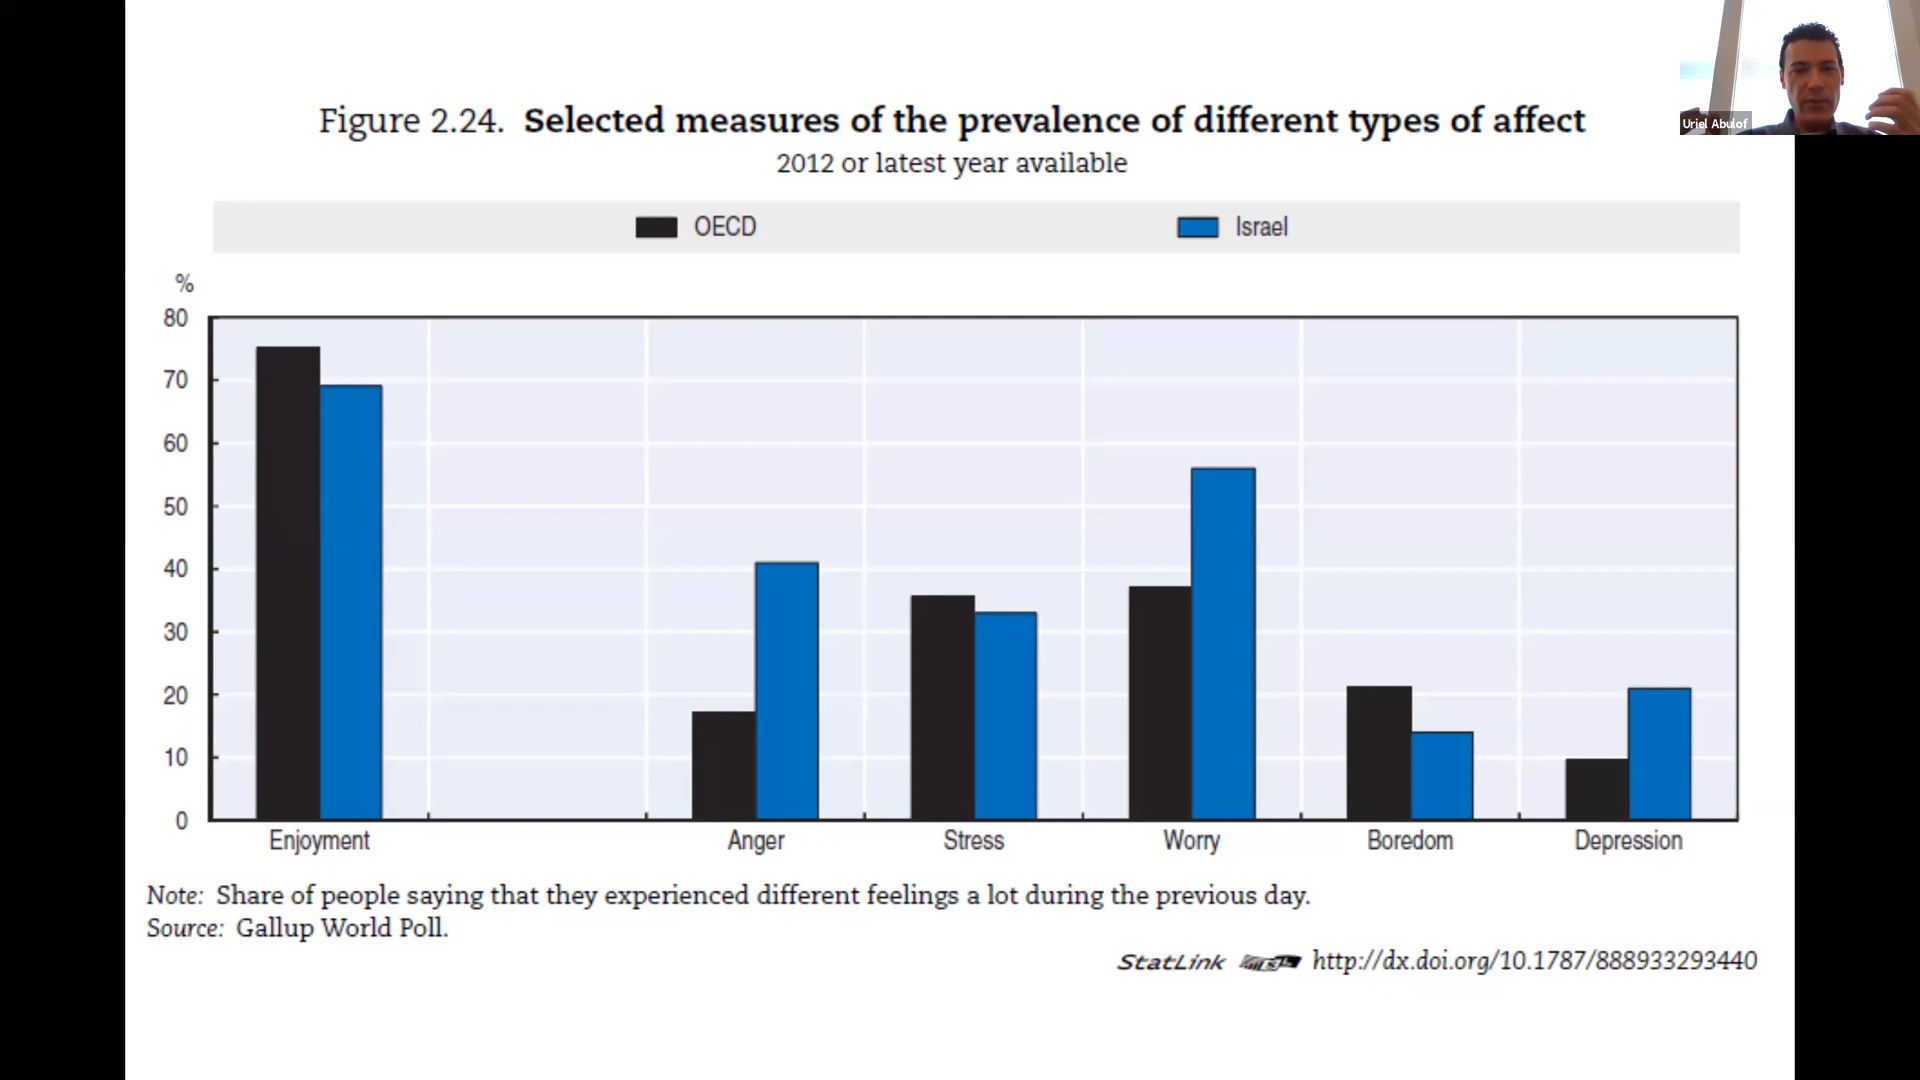 Uriel Abulof
Figure 2.24. Selected measures of the prevalence of different types of affect
2012 or latest year available
OECD Israel
%
80
70
60
50
40
30
20
10
0
Enjoyment Anger Stress Worry Boredom Depression
Note: Share of people saying that they experienced different feelings a lot during the previous day.
Source: Gallup World Poll.
StatLink http://dx.doi.org/10.1787/888933293440